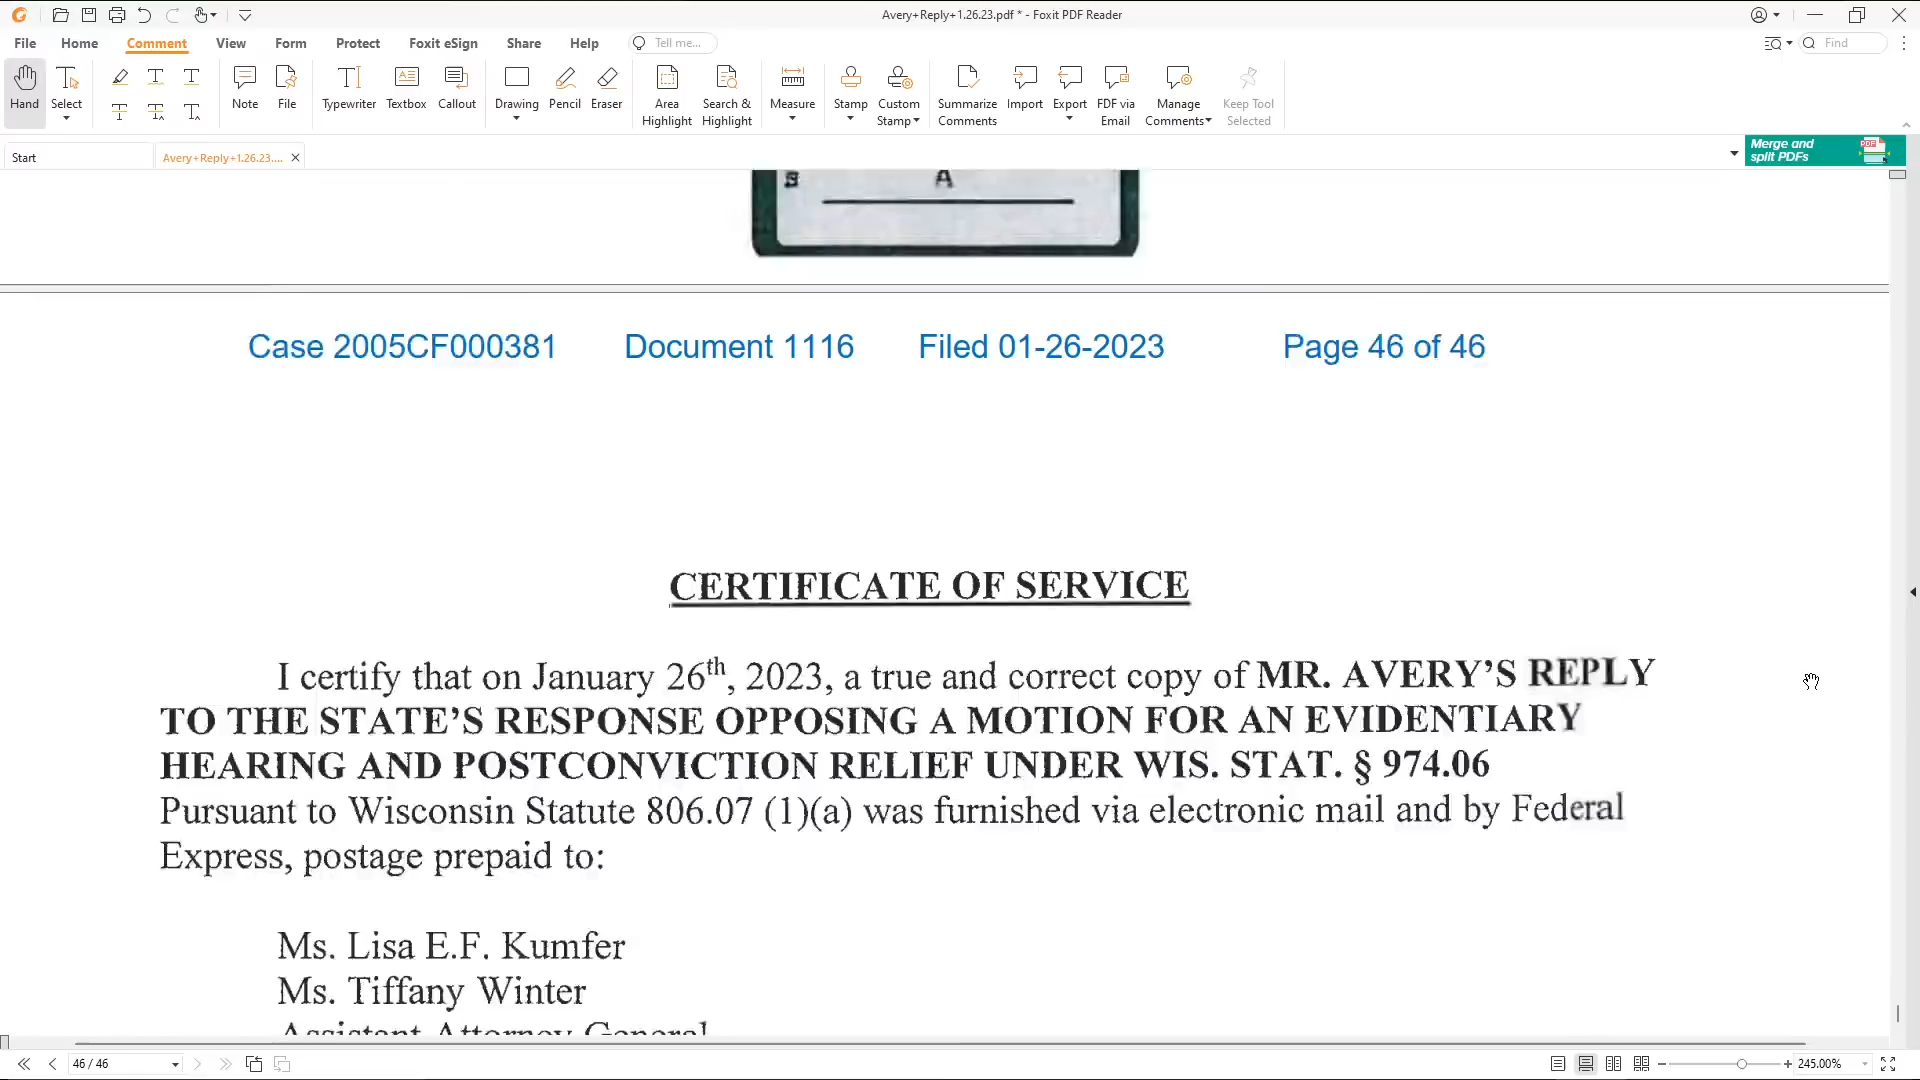 Avery+Reply+1.26.23.pdf * - Foxit PDF Reader
File Home Comment View Form Protect Foxit eSign Share Help Tell me... Find
Hand Select Note File Typewriter Textbox Callout Drawing Pencil Eraser Area Highlight Search & Highlight Measure Stamp Custom Stamp Summarize Comments Import Export FDF via Email Manage Comments Keep Tool Selected
Start Avery+Reply+1.26.23.... Merge and split PDFs
s A
Case 2005CF000381 Document 1116 Filed 01-26-2023 Page 46 of 46
CERTIFICATE OF SERVICE
I certify that on January 26th, 2023, a true and correct copy of MR. AVERY’S REPLY
TO THE STATE’S RESPONSE OPPOSING A MOTION FOR AN EVIDENTIARY
HEARING AND POSTCONVICTION RELIEF UNDER WIS. STAT. § 974.06
Pursuant to Wisconsin Statute 806.07 (1)(a) was furnished via electronic mail and by Federal
Express, postage prepaid to:
Ms. Lisa E.F. Kumfer
Ms. Tiffany Winter
Assistant Attorney General
46 / 46 245.00%